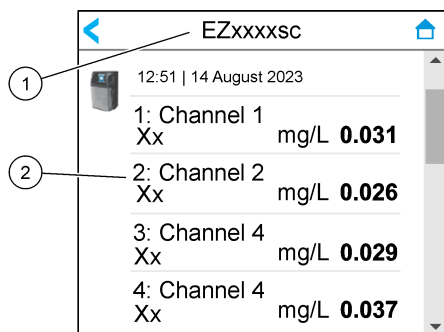 EZxxxxsc
1
12:51 | 14 August 2023
1: Channel 1
Xx mg/L 0.031
2
2: Channel 2
Xx mg/L 0.026
3: Channel 4
Xx mg/L 0.029
4: Channel 4
Xx mg/L 0.037